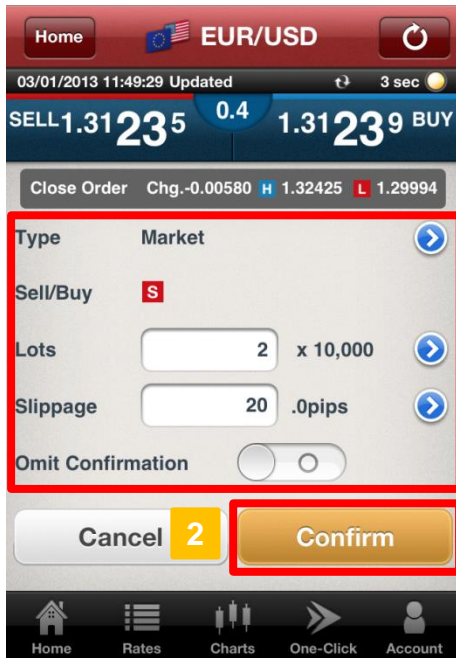 Home EUR/USD
03/01/2013 11:49:29 Updated 3 sec
SELL 1.31235 0.4 1.31239 BUY
Close Order Chg.-0.00580 H 1.32425 L 1.29994
Type Market
Sell/Buy S
Lots 2 x 10,000
Slippage 20 .0pips
Omit Confirmation
Cancel 2 Confirm
Home Rates Charts One-Click Account